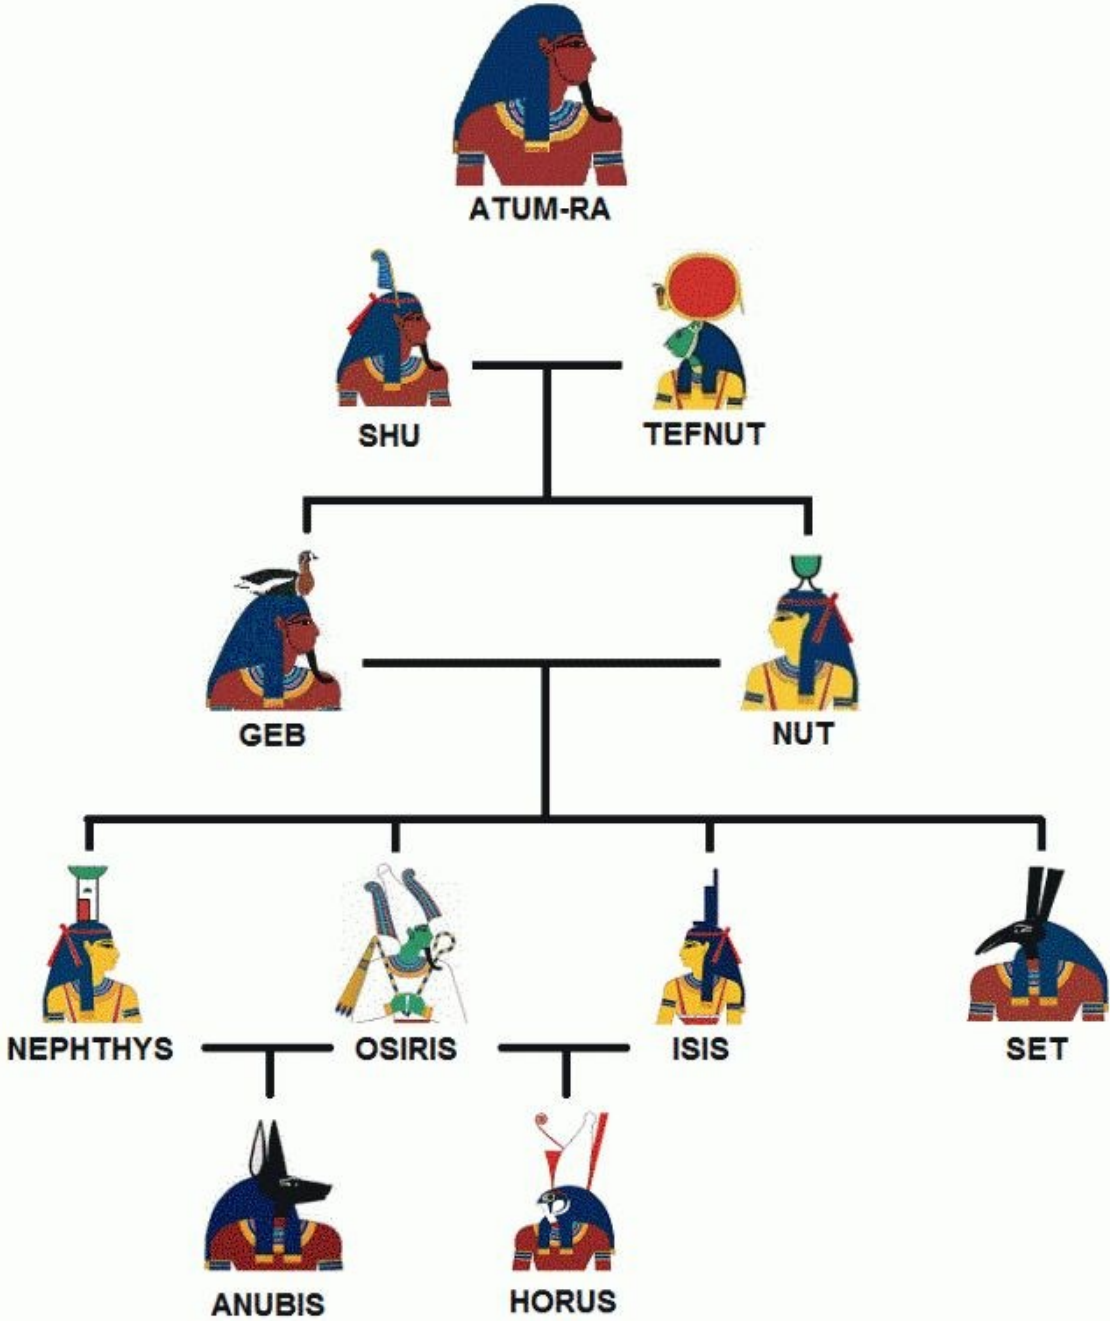 ATUM-RA
SHU
TEFNUT
GEB
NUT
NEPHTHYS
OSIRIS
ISIS
SET
ANUBIS
HORUS